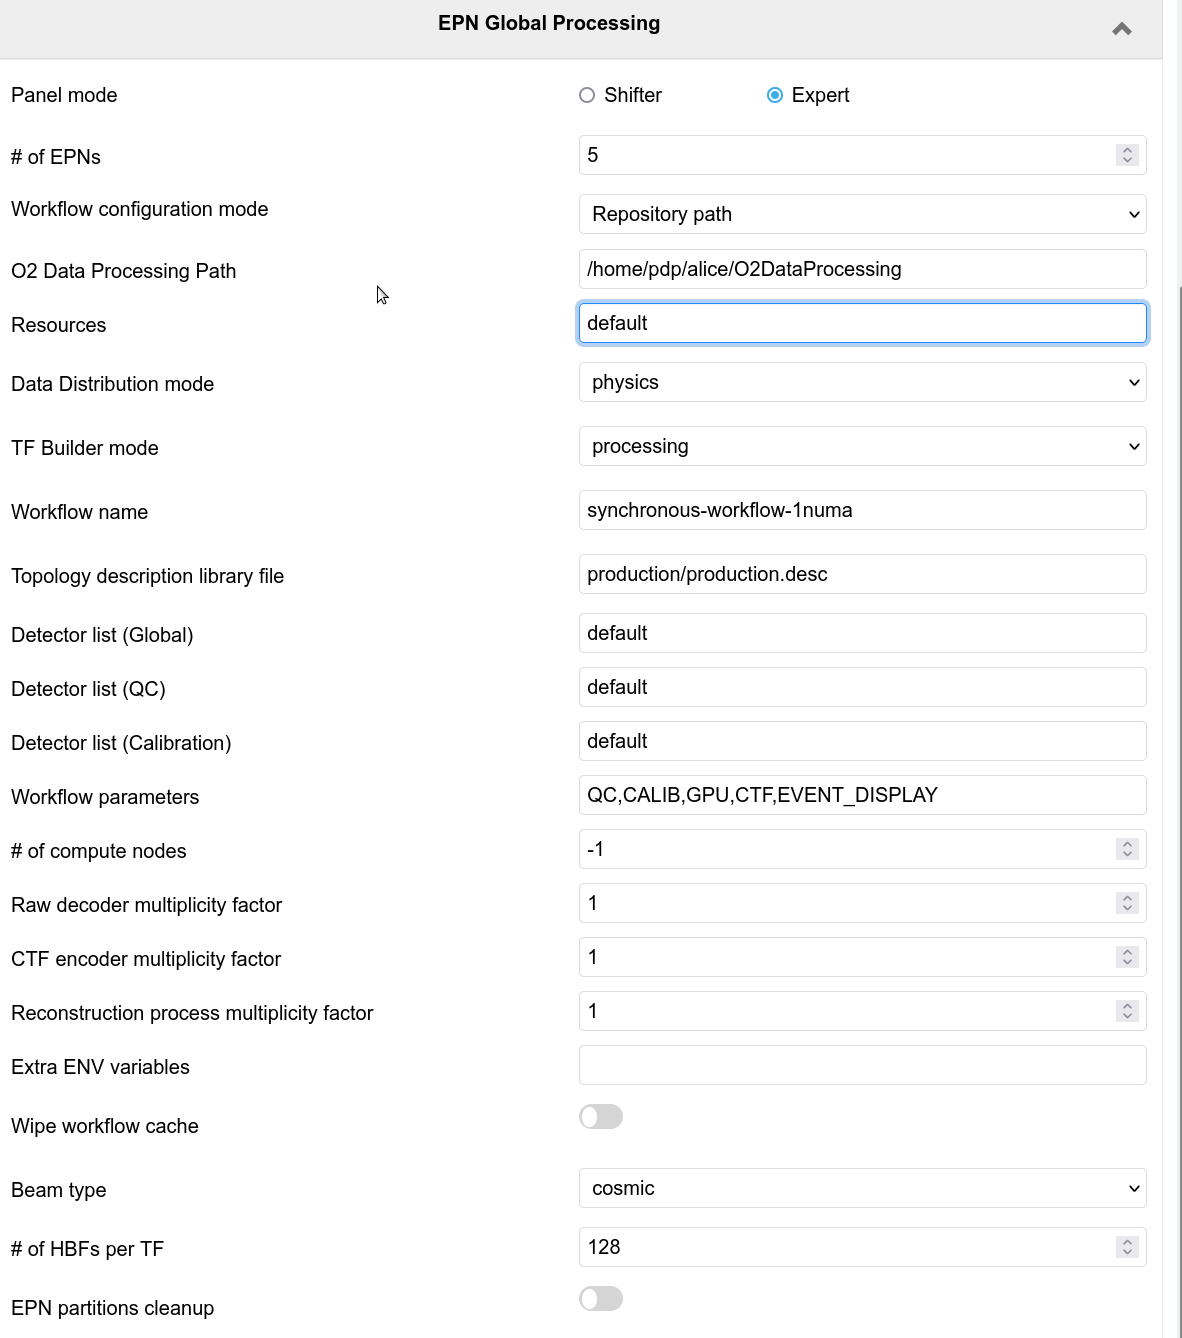 EPN Global Processing
Panel mode Shifter Expert
# of EPNs 5
Workflow configuration mode Repository path
O2 Data Processing Path /home/pdp/alice/O2DataProcessing
Resources default
Data Distribution mode physics
TF Builder mode processing
Workflow name synchronous-workflow-1numa
Topology description library file production/production.desc
Detector list (Global) default
Detector list (QC) default
Detector list (Calibration) default
Workflow parameters QC,CALIB,GPU,CTF,EVENT_DISPLAY
# of compute nodes -1
Raw decoder multiplicity factor 1
CTF encoder multiplicity factor 1
Reconstruction process multiplicity factor 1
Extra ENV variables
Wipe workflow cache
Beam type cosmic
# of HBFs per TF 128
EPN partitions cleanup